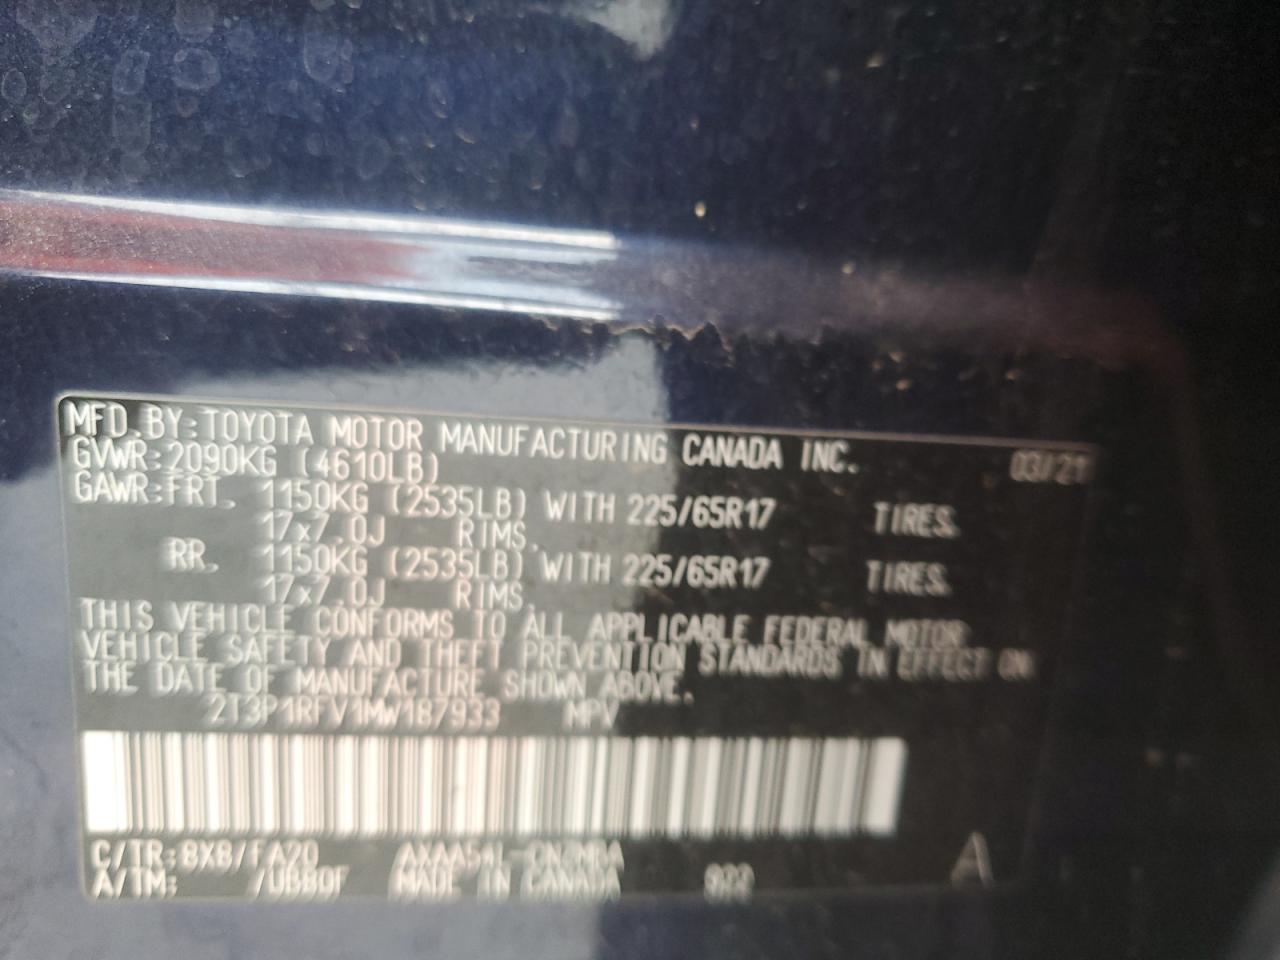 MFD. BY: TOYOTA MOTOR MANUFACTURING CANADA INC. 03/21
GVWR: 2090KG (4610LB)
GAWR: FRT. 1150KG (2535LB) WITH 225/65R17 TIRES.
17x7.0J RIMS.
RR. 1150KG (2535LB) WITH 225/65R17 TIRES.
17x7.0J RIMS.
THIS VEHICLE CONFORMS TO ALL APPLICABLE FEDERAL MOTOR
VEHICLE SAFETY AND THEFT PREVENTION STANDARDS IN EFFECT ON
THE DATE OF MANUFACTURE SHOWN ABOVE.
2T3P1RFV1MW187933 MPV
C/TR: 8X8/FA20
A/TM: MADE IN CANADA
A